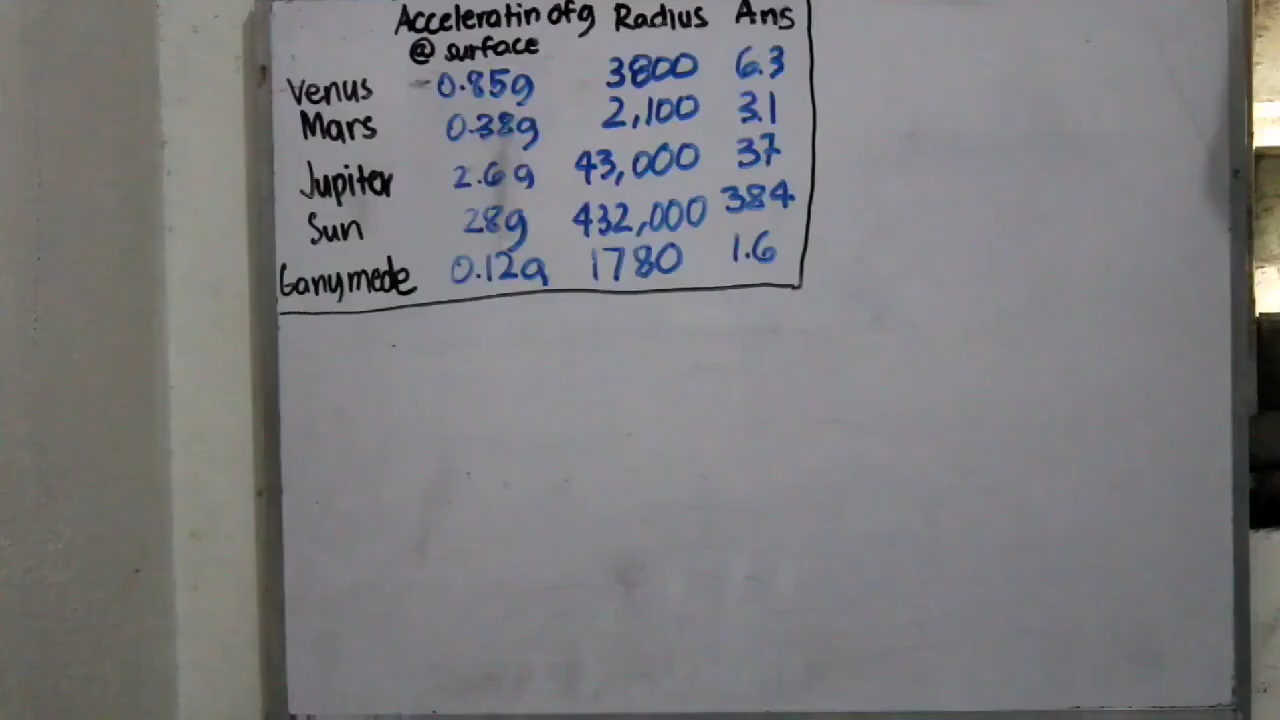 Acceleratin of g Radius Ans
@ surface
Venus -0.85g 3800 6.3
Mars 0.38g 2,100 3.1
Jupiter 2.6g 43,000 37
Sun 28g 432,000 384
Ganymede 0.12g 1780 1.6